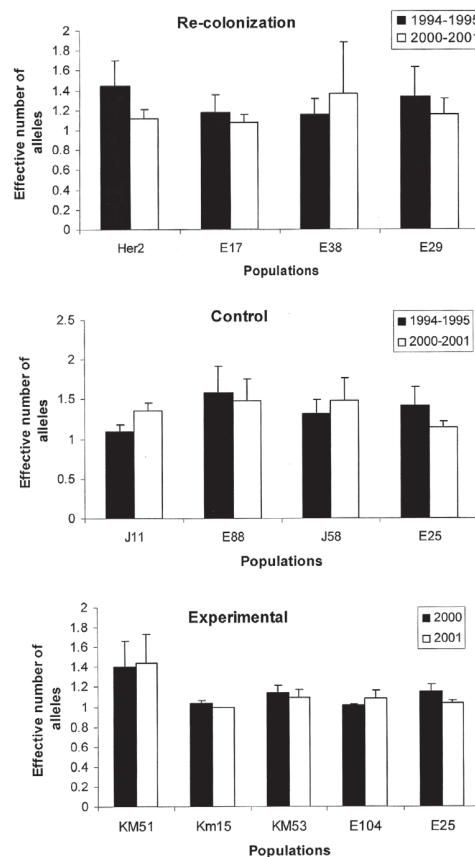 Re-colonization
1994-1995
2000-2001
Effective number of
alleles
2
1.8
1.6
1.4
1.2
1
0.8
0.6
0.4
0.2
0
Her2 E17 E38 E29
Populations
Control
1994-1995
2000-2001
Effective number of
alleles
2.5
2
1.5
1
0.5
0
J11 E88 J58 E25
Populations
Experimental
2000
2001
Effective number of
alleles
2
1.8
1.6
1.4
1.2
1
0.8
0.6
0.4
0.2
0
KM51 Km15 KM53 E104 E25
Populations